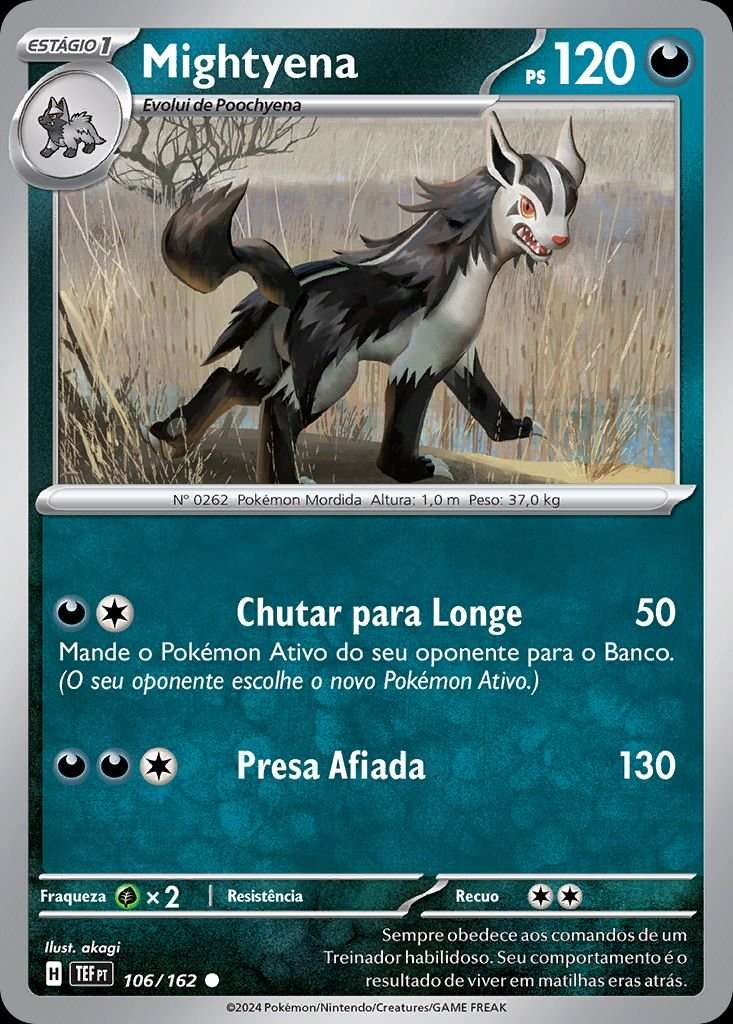 ESTÁGIO 1
Mightyena
PS 120
Evolui de Poochyena
Nº 0262 Pokémon Mordida Altura: 1,0 m Peso: 37,0 kg
Chutar para Longe 50
Mande o Pokémon Ativo do seu oponente para o Banco.
(O seu oponente escolhe o novo Pokémon Ativo.)
Presa Afiada 130
Fraqueza × 2 Resistência Recuo
Ilust. akagi
H TEF PT 106/162
Sempre obedece aos comandos de um
Treinador habilidoso. Seu comportamento é o
resultado de viver em matilhas eras atrás.
©2024 Pokémon/Nintendo/Creatures/GAME FREAK